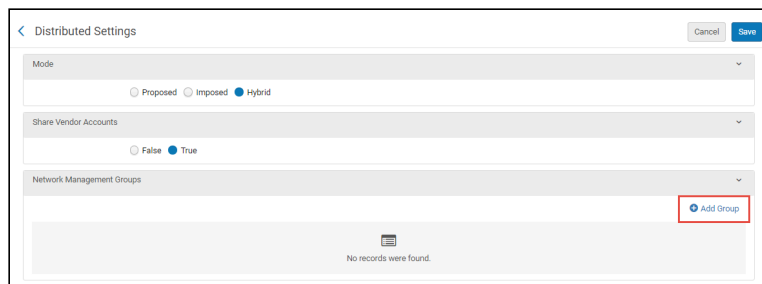 Distributed Settings Cancel Save
Mode
Proposed Imposed Hybrid
Share Vendor Accounts
False True
Network Management Groups
Add Group
No records were found.